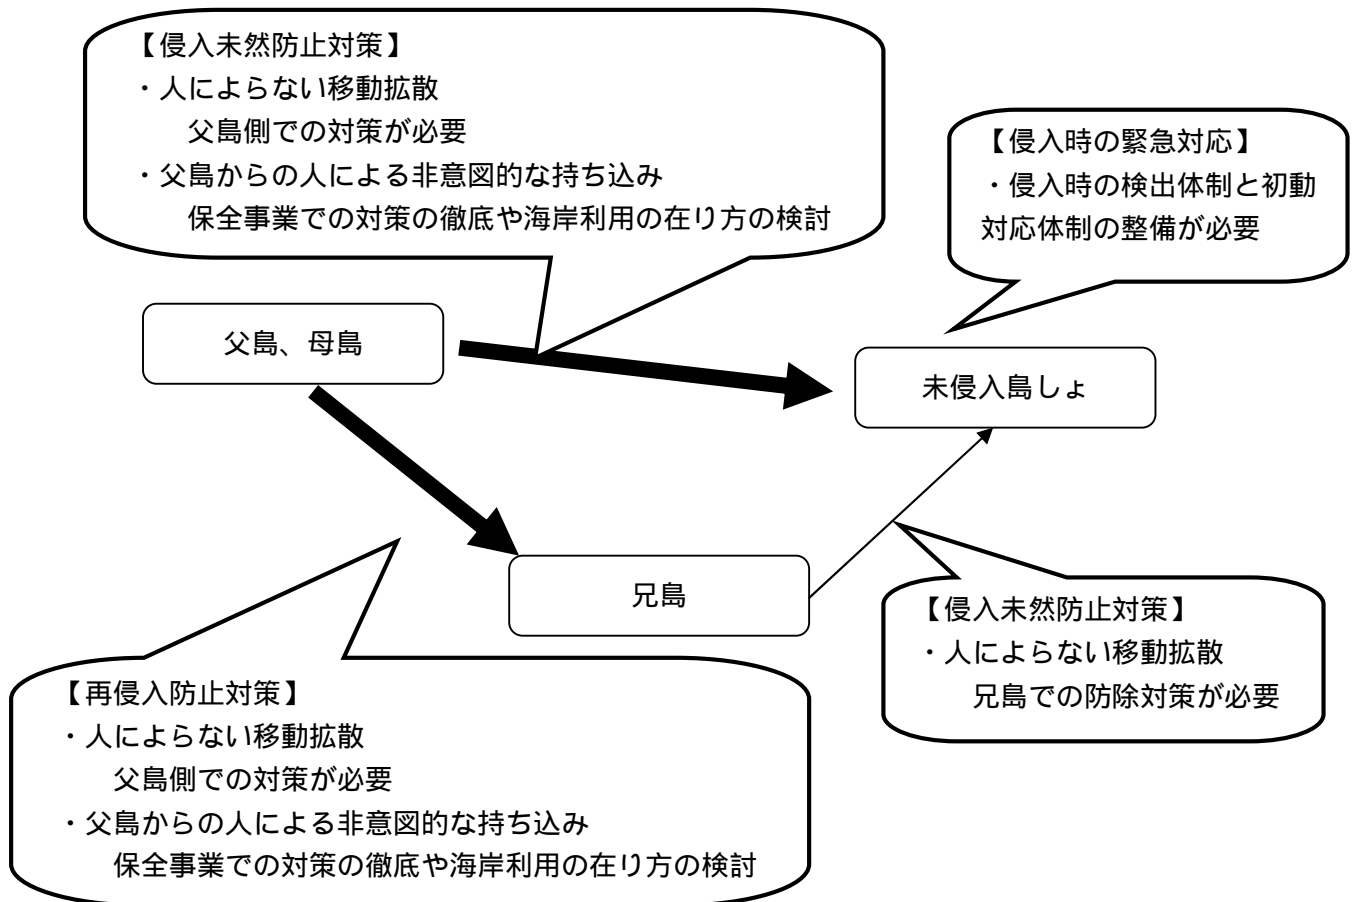 【侵入未然防止対策】
・人によらない移動拡散
父島側での対策が必要
・父島からの人による非意図的な持ち込み
保全事業での対策の徹底や海岸利用の在り方の検討
【侵入時の緊急対応】
・侵入時の検出体制と初動
対応体制の整備が必要
父島、母島
未侵入島しょ
兄島
【侵入未然防止対策】
・人によらない移動拡散
兄島での防除対策が必要
【再侵入防止対策】
・人によらない移動拡散
父島側での対策が必要
・父島からの人による非意図的な持ち込み
保全事業での対策の徹底や海岸利用の在り方の検討